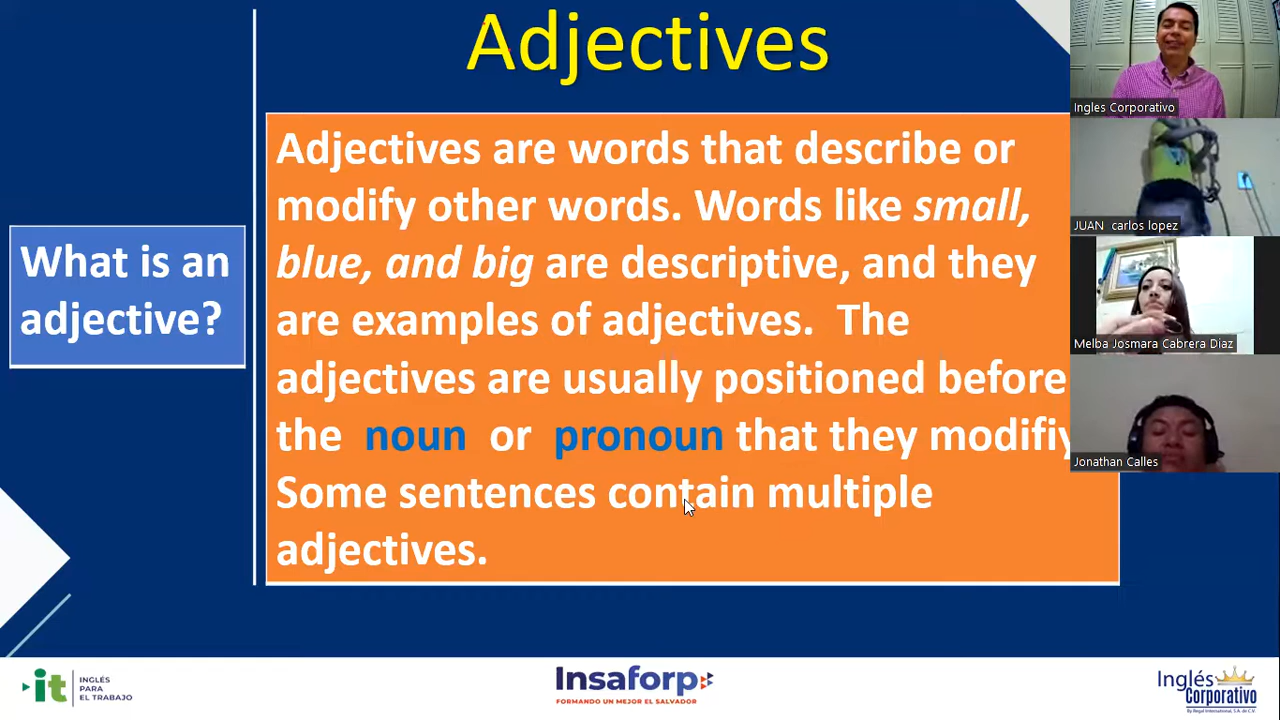 Adjectives
What is an
adjective?
Adjectives are words that describe or
modify other words. Words like small,
blue, and big are descriptive, and they
are examples of adjectives. The
adjectives are usually positioned before
the noun or pronoun that they modifiy
Some sentences contain multiple
adjectives.
Ingles Corporativo
JUAN carlos lopez
Melba Josmara Cabrera Diaz
Jonathan Calles
it
INGLÉS
PARA
EL TRABAJO
Insaforp
FORMANDO UN MEJOR EL SALVADOR
Inglés
Corporativo
By Regal International, S.A. de C.V.